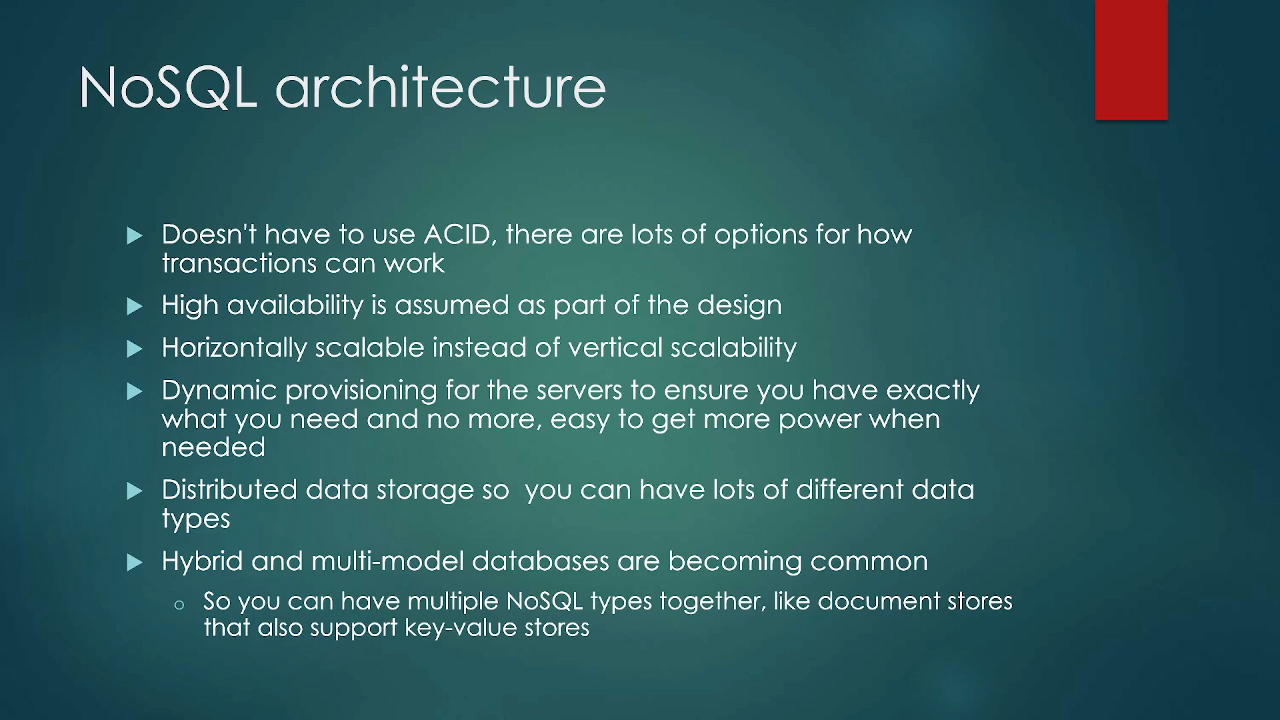 NoSQL architecture
Doesn't have to use ACID, there are lots of options for how
transactions can work
High availability is assumed as part of the design
Horizontally scalable instead of vertical scalability
Dynamic provisioning for the servers to ensure you have exactly
what you need and no more, easy to get more power when
needed
Distributed data storage so  you can have lots of different data
types
Hybrid and multi-model databases are becoming common
So you can have multiple NoSQL types together, like document stores
that also support key-value stores